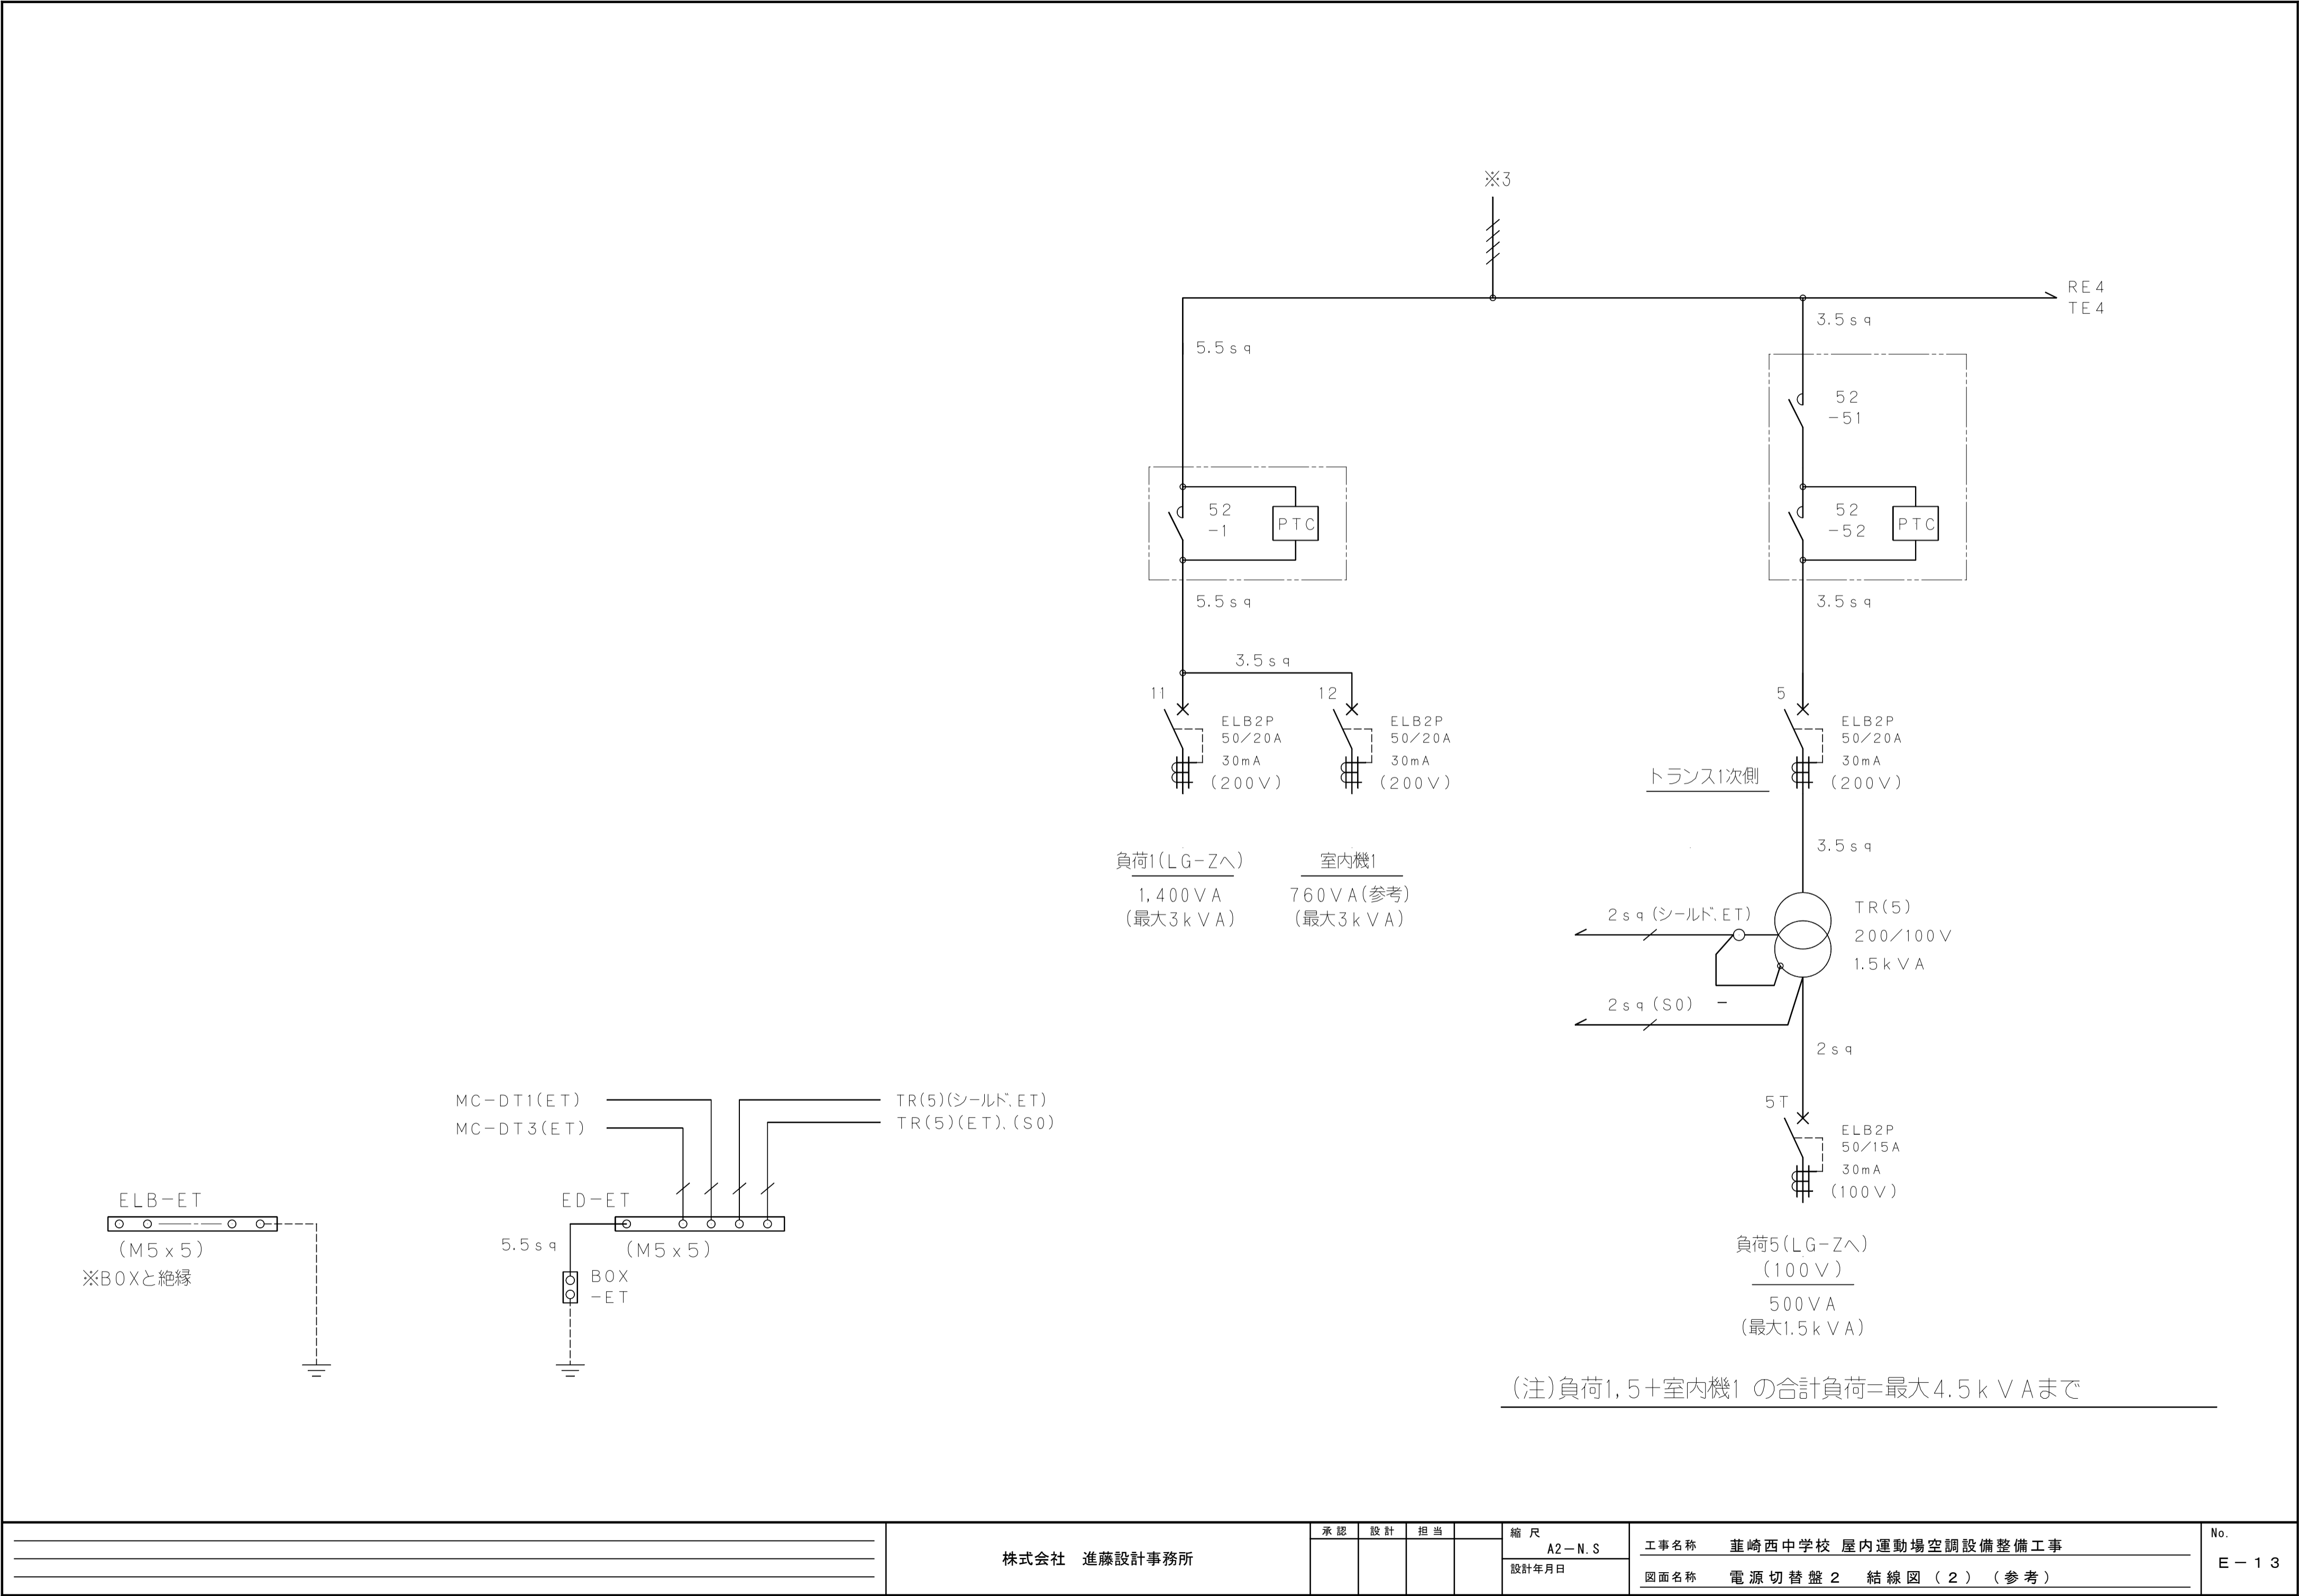 ※3
RE4
TE4
5.5sq
3.5sq
52
-51
52
-1
PTC
52
-52
PTC
5.5sq
3.5sq
3.5sq
11
ELB2P
50/20A
30mA
(200V)
12
ELB2P
50/20A
30mA
(200V)
5
ELB2P
50/20A
30mA
(200V)
トランス1次側
3.5sq
負荷1(LG-Zへ)
1,400VA
(最大3kVA)
室内機1
760VA(参考)
(最大3kVA)
2sq(シールド、ET)
TR(5)
200/100V
1.5kVA
2sq(S0)
2sq
5T
ELB2P
50/15A
30mA
(100V)
負荷5(LG-Zへ)
(100V)
500VA
(最大1.5kVA)
MC-DT1(ET)
MC-DT3(ET)
TR(5)(シールド、ET)
TR(5)(ET)、(S0)
ELB-ET
(M5x5)
※BOXと絶縁
ED-ET
(M5x5)
5.5sq
BOX
-ET
(注)負荷1,5+室内機1 の合計負荷=最大4.5kVAまで
株式会社 進藤設計事務所
承認 設計 担当
縮尺
A2-N.S
設計年月日
工事名称 韮崎西中学校 屋内運動場空調設備整備工事
図面名称 電源切替盤2 結線図(2)(参考)
No.
E-13